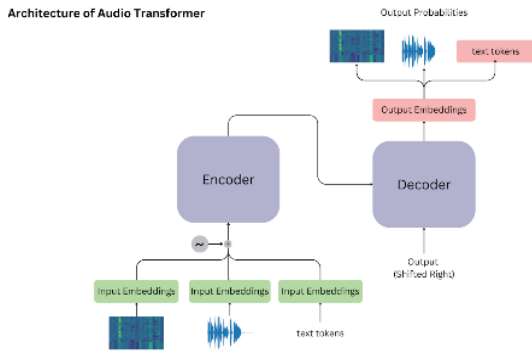 Architecture of Audio Transformer
Output Probabilities
text tokens
Output Embeddings
Encoder
Decoder
~
Output
(Shifted Right)
Input Embeddings
Input Embeddings
Input Embeddings
text tokens